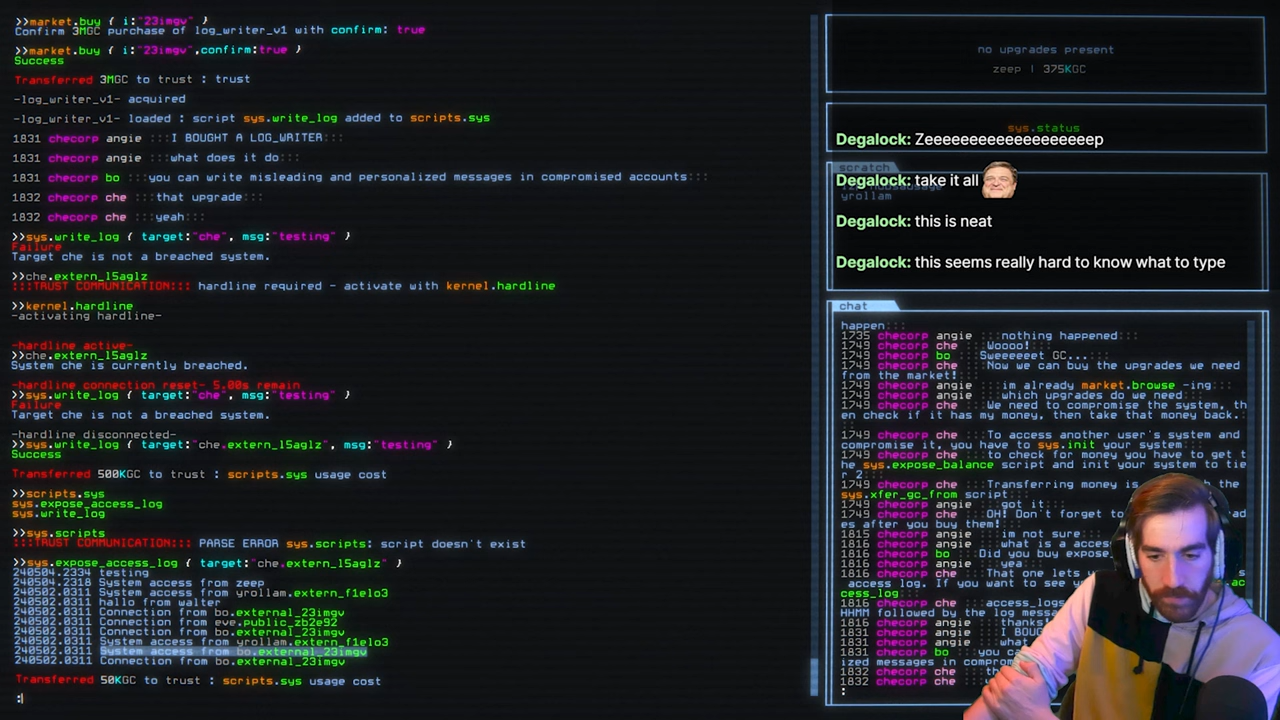 >>market.buy { i:"23imgv" }
Confirm 3MGC purchase of log_writer_v1 with confirm: true
>>market.buy { i:"23imgv",confirm:true }
Success
Transferred 3MGC to trust : trust
-log_writer_v1- acquired
-log_writer_v1- loaded : script sys.write_log added to scripts.sys
1831 checorp angie :::I BOUGHT A LOG_WRITER:::
1831 checorp angie :::what does it do:::
1831 checorp bo :::you can write misleading and personalized messages in compromised accounts:::
1832 checorp che :::that upgrade:::
1832 checorp che :::yeah:::
>>sys.write_log { target:"che", msg:"testing" }
Failure
Target che is not a breached system.
>>che.extern_l5aglz
:::TRUST COMMUNICATION::: hardline required - activate with kernel.hardline
>>kernel.hardline
-activating hardline-
-hardline active-
>>che.extern_l5aglz
System che is currently breached.
-hardline connection reset- 5.00s remain
>>sys.write_log { target:"che", msg:"testing" }
Failure
Target che is not a breached system.
-hardline disconnected-
>>sys.write_log { target:"che.extern_l5aglz", msg:"testing" }
Success
Transferred 500KGC to trust : scripts.sys usage cost
>>scripts.sys
sys.expose_access_log
sys.write_log
>>sys.scripts
:::TRUST COMMUNICATION::: PARSE ERROR sys.scripts: script doesn't exist
>>sys.expose_access_log { target:"che.extern_l5aglz" }
240504.2334 testing
240504.2318 System access from zeep
240502.0311 System access from yrollam.extern_f1elo3
240502.0311 hallo from walter
240502.0311 Connection from bo.external_23imgv
240502.0311 Connection from eve.public_zb2e92
240502.0311 Connection from bo.external_23imgv
240502.0311 System access from yrollam.extern_f1elo3
240502.0311 System access from bo.external_23imgv
240502.0311 Connection from bo.external_23imgv
Transferred 50KGC to trust : scripts.sys usage cost
:
no upgrades present
zeep | 375KGC
sys.status
Degalock: Zeeeeeeeeeeeeeeeeeep
scratch
Degalock: take it all
yrollam
Degalock: this is neat
Degalock: this seems really hard to know what to type
chat
happen:::
1735 checorp angie :::nothing happened:::
1749 checorp che :::Woooo!:::
1749 checorp bo :::Sweeeeeet GC...:::
1749 checorp che :::Now we can buy the upgrades we need
from the market!:::
1749 checorp angie :::im already market.browse -ing:::
1749 checorp angie :::which upgrades do we need:::
1749 checorp che :::We need to compromise the system, th
en check if it has my money, then take that money back.:
::
1749 checorp che :::To access another user's system and
compromise it, you have to sys.init your system:::
1749 checorp che :::to check for money you have to get t
he sys.expose_balance script and init your system to tie
2:::
1749 checorp che :::Transferring money is
sys.xfer_gc_from script:::
1749 checorp angie :::got it:::
1749 checorp che :::OH! Don't forget to
es after you buy them!:::
1815 checorp angie :::im not sure:::
1816 checorp angie :::what is a acces
1816 checorp bo :::Did you buy expose_
1816 checorp angie :::yea:::
1816 checorp che :::That one lets y
access log. If you want to see y
cess_log:::
1816 checorp che :::access_logs
HHMM followed by the log messa
1816 checorp angie :::thanks!
1831 checorp angie :::I BOU
1831 checorp angie :::what
1831 checorp bo :::you ca
ized messages in comprom
1832 checorp che
1832 checorp che
: